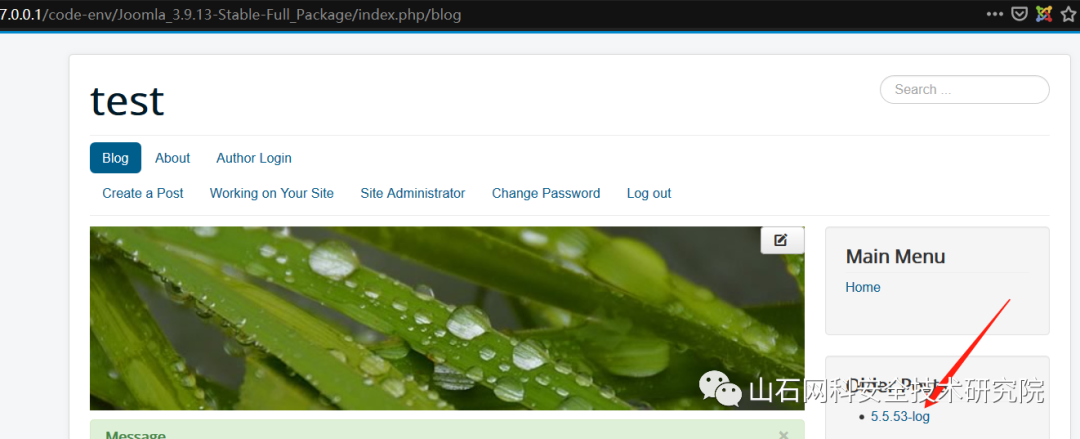 7.0.0.1/code-env/Joomla_3.9.13-Stable-Full_Package/index.php/blog
test
Search ...
Blog About Author Login
Create a Post Working on Your Site Site Administrator Change Password Log out
Main Menu
Home
山石网科安全技术研究院
5.5.53-log
Message
×